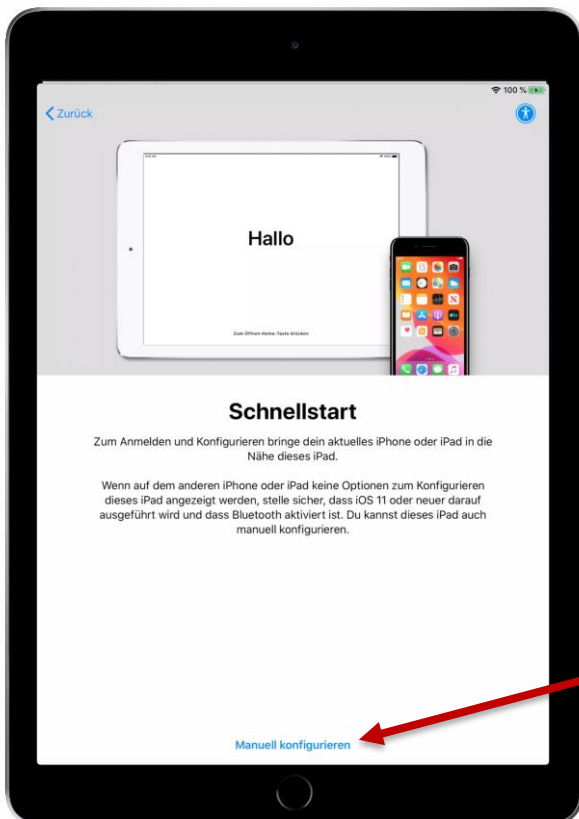 100 %
Zurück
Hallo
Zum Öffnen Home-Taste drücken
Schnellstart
Zum Anmelden und Konfigurieren bringe dein aktuelles iPhone oder iPad in die
Nähe dieses iPad.
Wenn auf dem anderen iPhone oder iPad keine Optionen zum Konfigurieren
dieses iPad angezeigt werden, stelle sicher, dass iOS 11 oder neuer darauf
ausgeführt wird und dass Bluetooth aktiviert ist. Du kannst dieses iPad auch
manuell konfigurieren.
Manuell konfigurieren